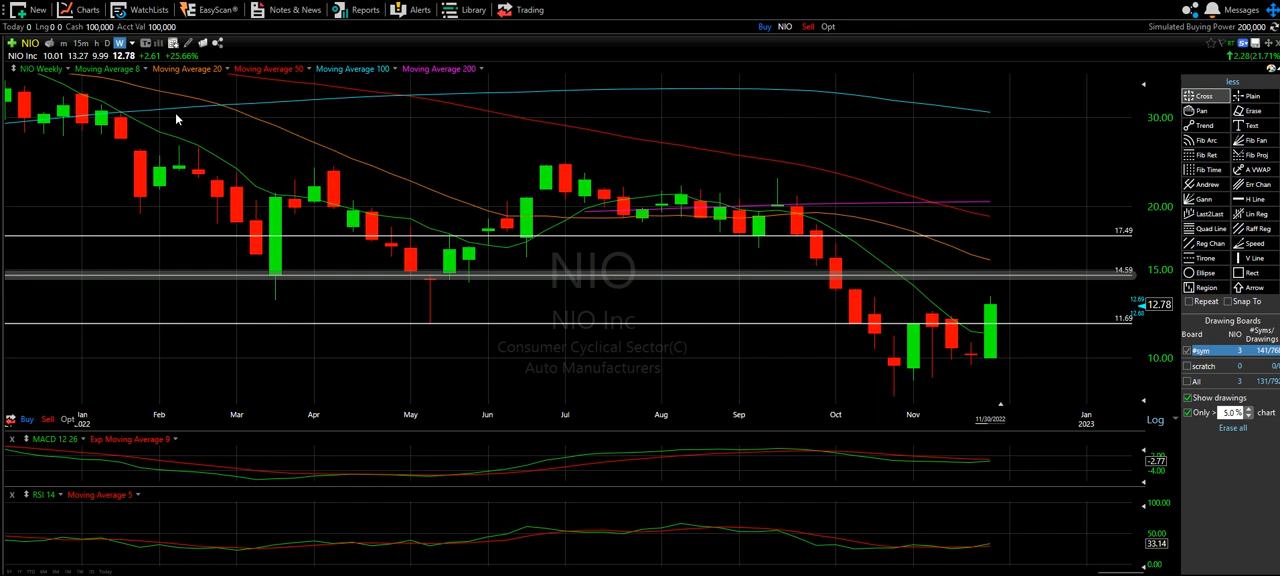 New Charts WatchLists EasyScan® Notes & News Reports Alerts Library Trading Messages
Today 0 Lng 0 0 Cash 100,000 Acct Val 100,000 Buy NIO Sell Opt Simulated Buying Power 200,000
NIO m 15m h D W
NIO Inc 10.01 13.27 9.99 12.78 +2.61 +25.66% 2.28(21.71%
NIO Weekly Moving Average 8 Moving Average 20 Moving Average 50 Moving Average 100 Moving Average 200
30.00
20.00
17.49
15.00
14.59
12.69
12.78
12.68
11.69
10.00
NIO
NIO Inc
Consumer Cyclical Sector(C)
Auto Manufacturers
Buy Sell Opt
Jan Feb Mar Apr May Jun Jul Aug Sep Oct Nov Jan
2022 11/30/2022 2023
Log
X MACD 12 26 Exp Moving Average 9
-2.77
-4.00
X RSI 14 Moving Average 5
100.00
50.00
33.14
0.00
less
Cross Plain
Pan Erase
Trend Text
Fib Arc Fib Fan
Fib Ret Fib Proj
Fib Time A VWAP
Andrew Err Chan
Gann H Line
Last2Last Lin Reg
Quad Line Raff Reg
Reg Chan Speed
Tirone V Line
Ellipse Rect
Region Arrow
Repeat Snap To
Drawing Boards
Board NIO #Syms/
Drawings
#sym 3 141/76
scratch 0 0/
All 3 131/79
Show drawings
Only > 5.0 % chart
Erase all